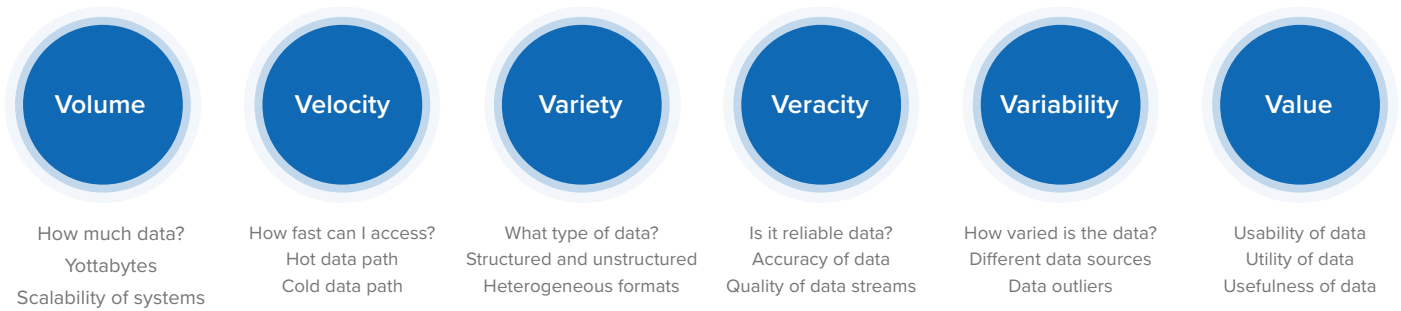 Volume
How much data?
Yottabytes
Scalability of systems
Velocity
How fast can I access?
Hot data path
Cold data path
Variety
What type of data?
Structured and unstructured
Heterogeneous formats
Veracity
Is it reliable data?
Accuracy of data
Quality of data streams
Variability
How varied is the data?
Different data sources
Data outliers
Value
Usability of data
Utility of data
Usefulness of data